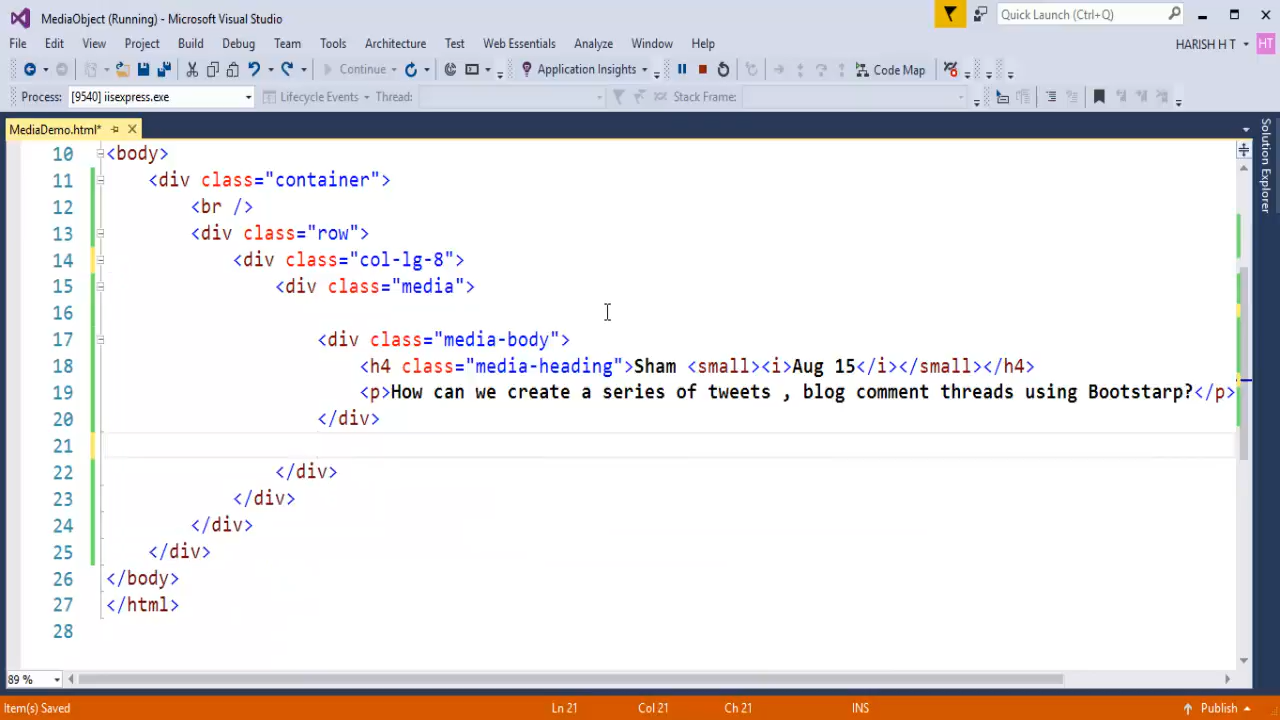 MediaObject (Running) - Microsoft Visual Studio
Quick Launch (Ctrl+Q)
File Edit View Project Build Debug Team Tools Architecture Test Web Essentials Analyze Window Help
HARISH H T HT
Continue Application Insights Code Map
Process: [9540] iisexpress.exe Lifecycle Events Thread: Stack Frame:
MediaDemo.html*
Solution Explorer
10 <body>
11 <div class="container">
12 <br />
13 <div class="row">
14 <div class="col-lg-8">
15 <div class="media">
16
17 <div class="media-body">
18 <h4 class="media-heading">Sham <small><i>Aug 15</i></small></h4>
19 <p>How can we create a series of tweets , blog comment threads using Bootstarp?</p>
20 </div>
21
22 </div>
23 </div>
24 </div>
25 </div>
26 </body>
27 </html>
28
89 %
Item(s) Saved Ln 21 Col 21 Ch 21 INS Publish